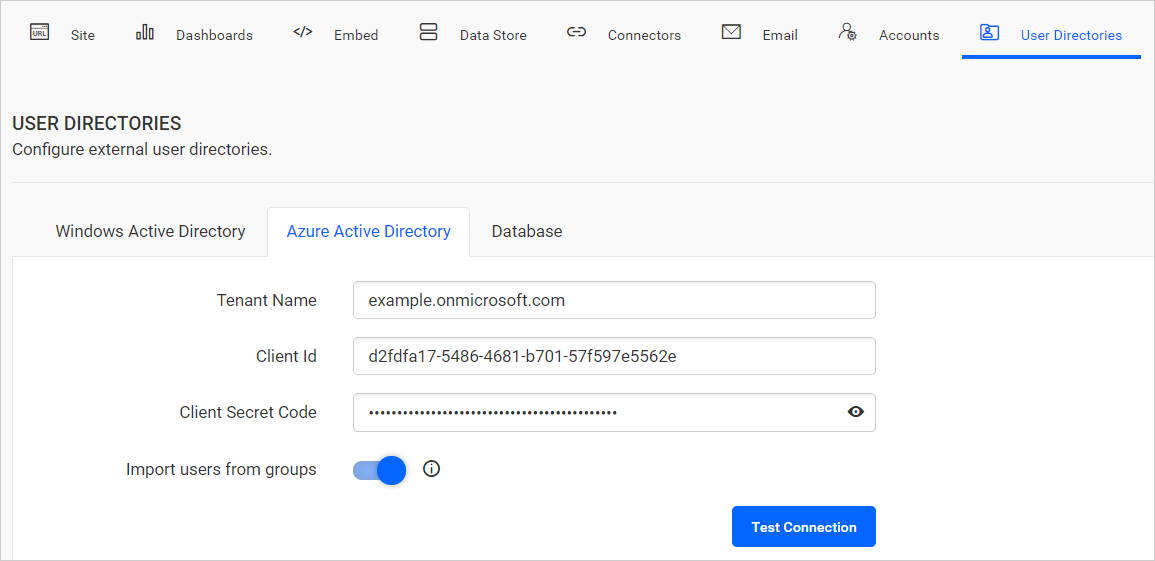 URL Site Dashboards Embed Data Store Connectors Email Accounts User Directories
USER DIRECTORIES
Configure external user directories.
Windows Active Directory Azure Active Directory Database
Tenant Name example.onmicrosoft.com
Client Id d2fdfa17-5486-4681-b701-57f597e5562e
Client Secret Code ••••••••••••••••••••••••••••••••••••••••••••
Import users from groups
Test Connection